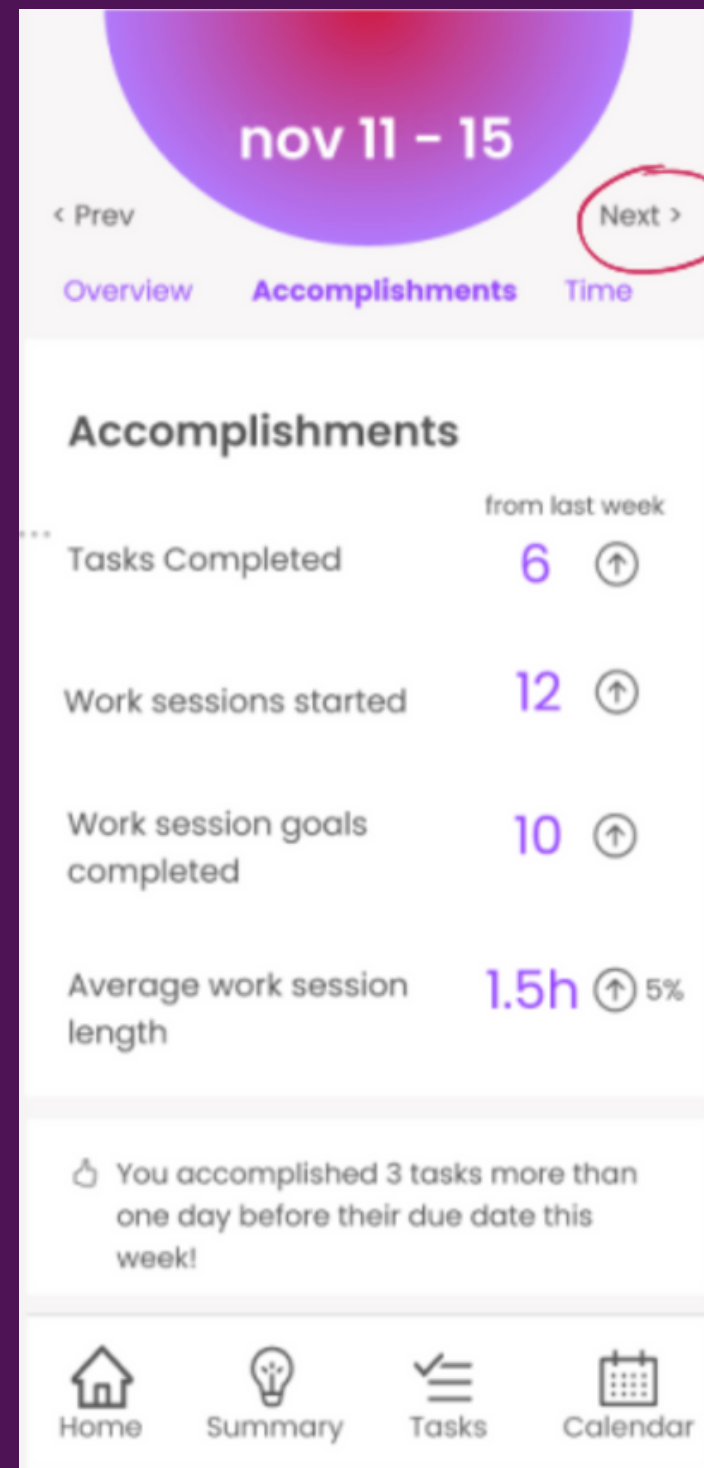 nov 11 - 15
< Prev
Next >
Overview Accomplishments Time
Accomplishments
from last week
Tasks Completed 6
Work sessions started 12
Work session goals
completed
10
Average work session
length
1.5h 5%
You accomplished 3 tasks more than
one day before their due date this
week!
Home Summary Tasks Calendar